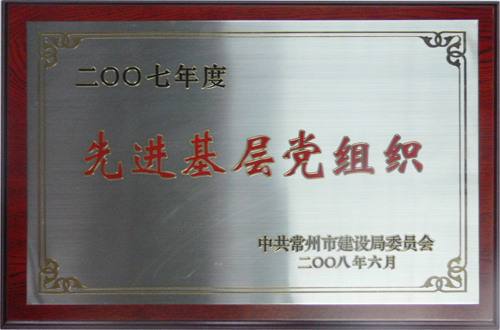 二〇〇七年度
先进基层党组织
中共常州市建设局委员会
二〇〇八年六月